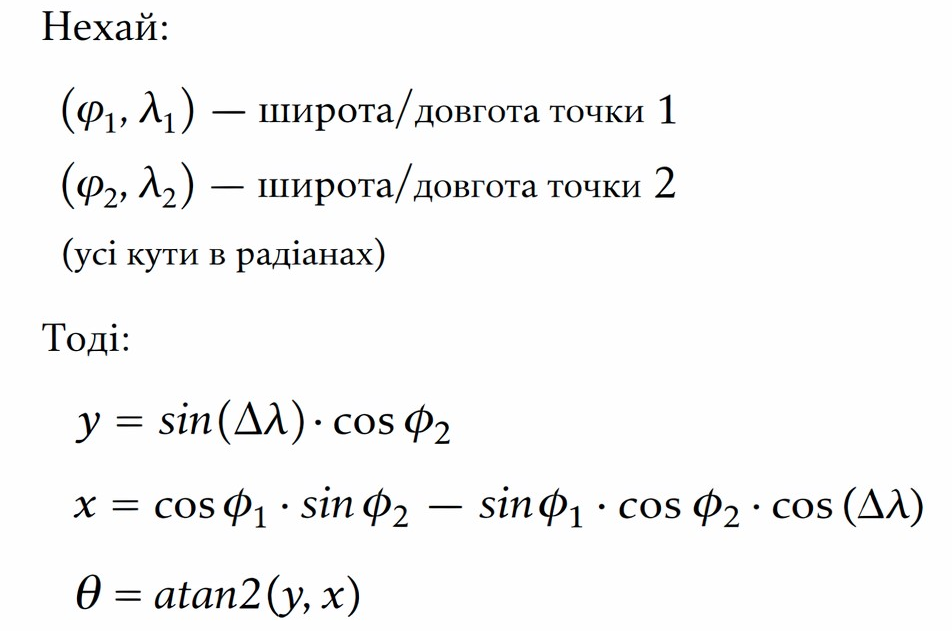 Нехай:
(φ₁, λ₁) — широта/довгота точки 1
(φ₂, λ₂) — широта/довгота точки 2
(усі кути в радіанах)
Тоді:
y = sin(Δλ) · cos ϕ₂
x = cos ϕ₁ · sin ϕ₂ — sin ϕ₁ · cos ϕ₂ · cos (Δλ)
θ = atan2(y, x)